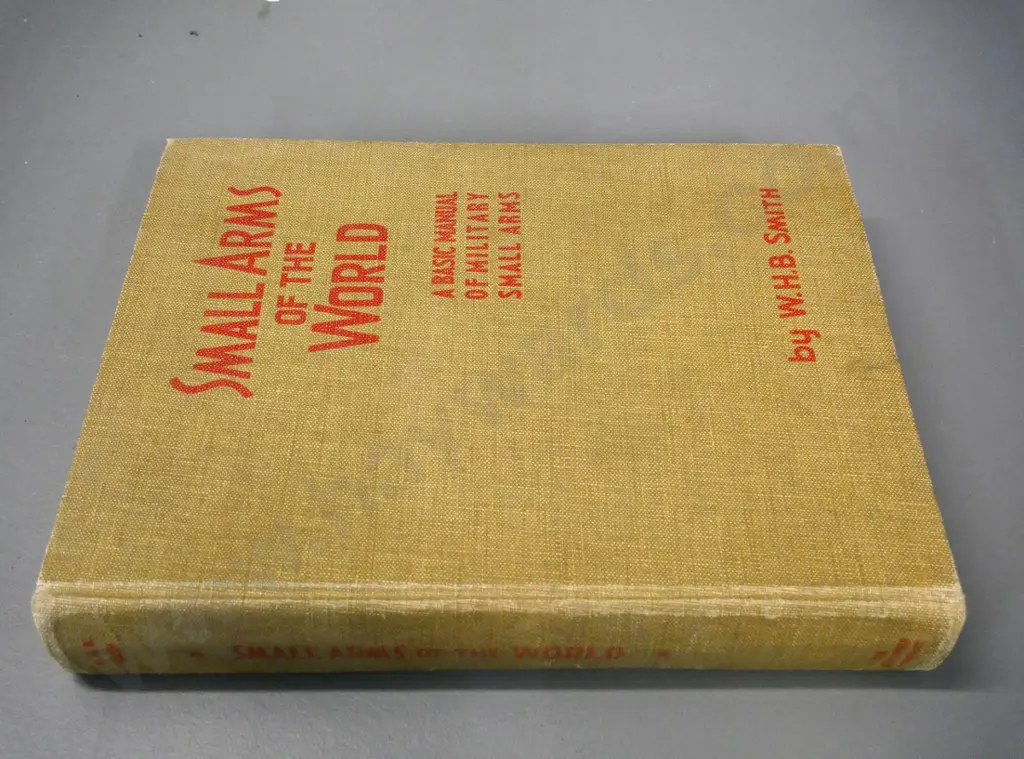 SMALL ARMS
OF THE
WORLD
A BASIC MANUAL
OF MILITARY
SMALL ARMS
by W.H.B. SMITH
SMALL ARMS OF THE WORLD